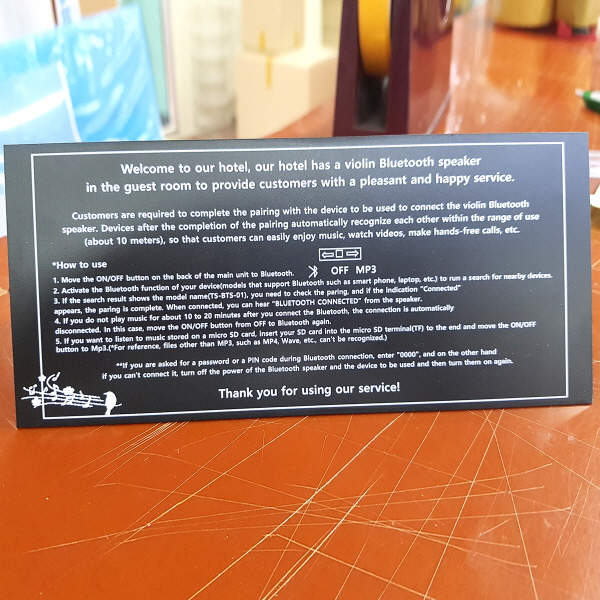 Welcome to our hotel, our hotel has a violin Bluetooth speaker
in the guest room to provide customers with a pleasant and happy service.
Customers are required to complete the pairing with the device to be used to connect the violin Bluetooth
speaker. Devices after the completion of the pairing automatically recognize each other within the range of use
(about 10 meters), so that customers can easily enjoy music, watch videos, make hands-free calls, etc.
*How to use
OFF MP3
1. Move the ON/OFF button on the back of the main unit to Bluetooth.
2. Activate the Bluetooth function of your device(models that support Bluetooth such as smart phone, laptop, etc.) to run a search for nearby devices.
3. If the search result shows the model name(TS-BTS-01), you need to check the paring, and if the indication "Connected"
appears, the paring is complete. When connected, you can hear "BLUETOOTH CONNECTED" from the speaker.
4. If you do not play music for about 10 to 20 minutes after you connect the Bluetooth, the connection is automatically
disconnected. In this case, move the ON/OFF button from OFF to Bluetooth again.
5. If you want to listen to music stored on a micro SD card, insert your SD card into the micro SD terminal(TF) to the end and move the ON/OFF
button to Mp3.(*For reference, files other than MP3, such as MP4, Wave, etc., can't be recognized.)
**If you are asked for a password or a PIN code during Bluetooth connection, enter "0000", and on the other hand
if you can't connect it, turn off the power of the Bluetooth speaker and the device to be used and then turn them on again.
Thank you for using our service!